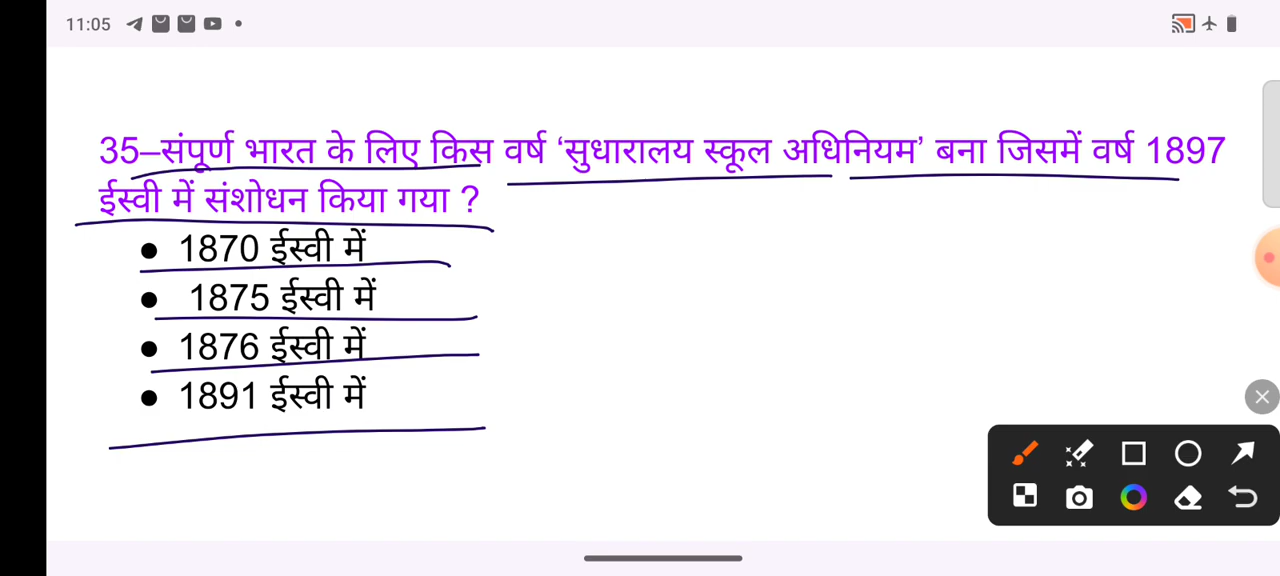 11:05
35–संपूर्ण भारत के लिए किस वर्ष ‘सुधारालय स्कूल अधिनियम’ बना जिसमें वर्ष 1897
ईस्वी में संशोधन किया गया ?
● 1870 ईस्वी में
● 1875 ईस्वी में
● 1876 ईस्वी में
● 1891 ईस्वी में